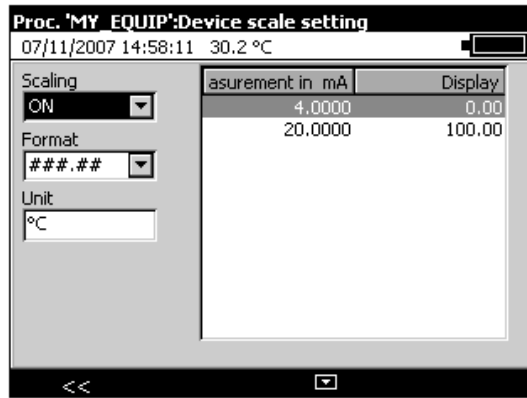 Proc. 'MY_EQUIP':Device scale setting
07/11/2007 14:58:11 30.2 °C
Scaling
ON
Format
###.##
Unit
°C
asurement in mA Display
4.0000 0.00
20.0000 100.00
<<